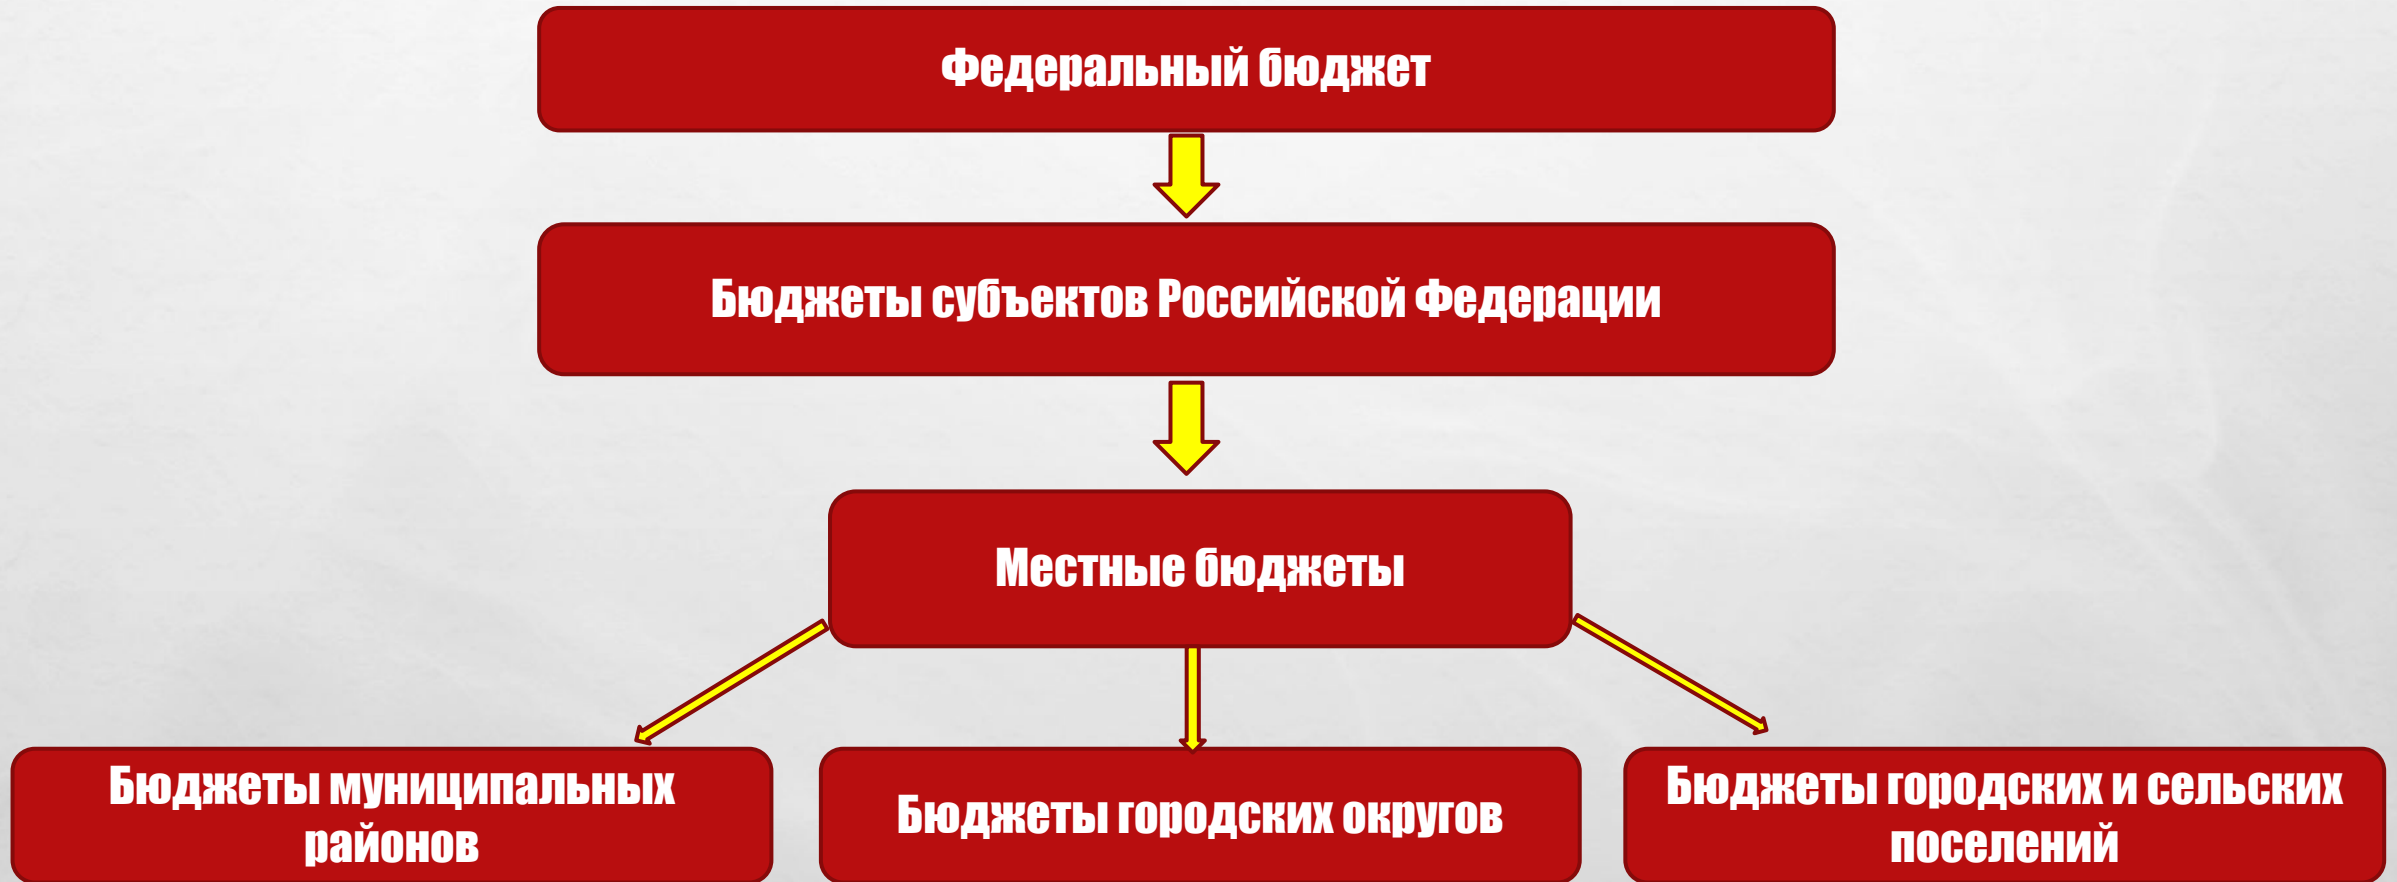 Федеральный бюджет
Бюджеты субъектов Российской Федерации
Местные бюджеты
Бюджеты муниципальных
районов
Бюджеты городских округов
Бюджеты городских и сельских
поселений